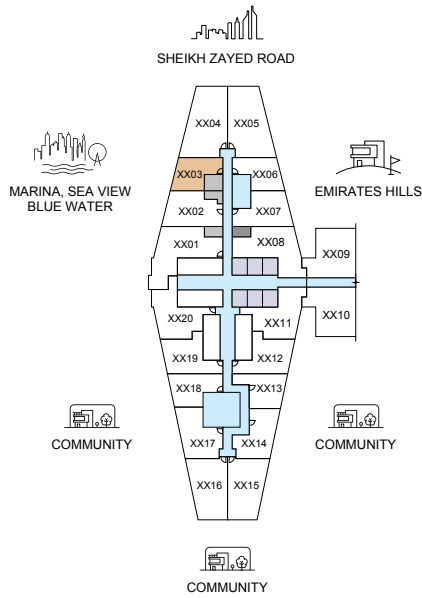 SHEIKH ZAYED ROAD
XX04
XX05
MARINA, SEA VIEW
BLUE WATER
XX03
XX06
EMIRATES HILLS
XX02
XX07
XX01
XX08
XX09
XX20
XX11
XX10
XX19
XX12
XX18
XX13
COMMUNITY
COMMUNITY
XX17
XX14
XX16
XX15
COMMUNITY